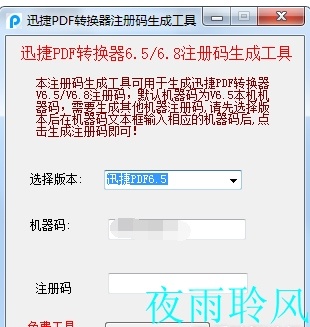 迅捷PDF转换器注册码生成工具
迅捷PDF转换器6.5/6.8注册码生成工具
本注册码生成工具可用于生成迅捷PDF转换器
V6.5/V6.8注册码，默认机器码为V6.5本机机
器码，需要生成其他机器注册码,请先选择版
本后在机器码文本框输入相应的机器码后,点
击生成注册码即可！
选择版本:
迅捷PDF6.5
机器码:
注册码
夜雨聆风
免费工具